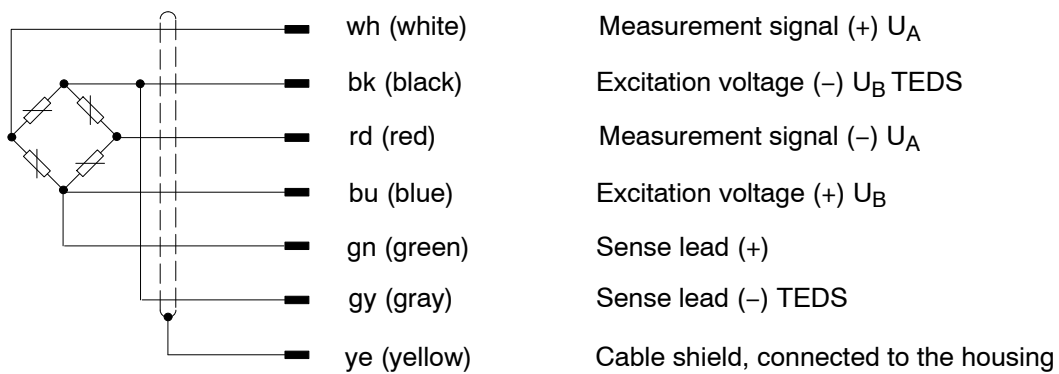 wh (white) Measurement signal (+) U_A
bk (black) Excitation voltage (−) U_B TEDS
rd (red) Measurement signal (−) U_A
bu (blue) Excitation voltage (+) U_B
gn (green) Sense lead (+)
gy (gray) Sense lead (−) TEDS
ye (yellow) Cable shield, connected to the housing